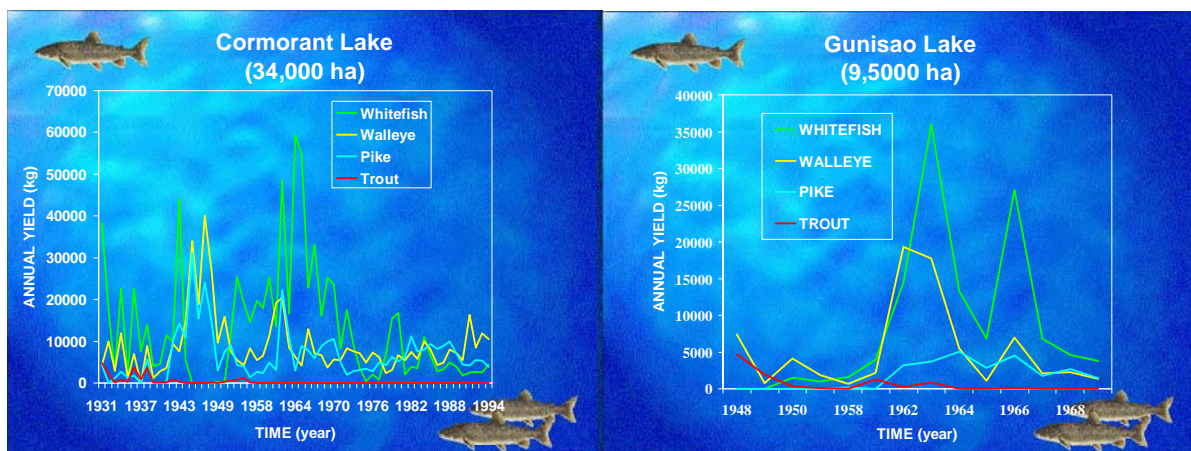 Cormorant Lake
(34,000 ha)
70000
60000
50000
40000
30000
20000
10000
0
ANNUAL YIELD (kg)
Whitefish
Walleye
Pike
Trout
1931 1937 1943 1949 1958 1964 1970 1976 1982 1988 1994
TIME (year)
Gunisao Lake
(9,5000 ha)
40000
35000
30000
25000
20000
15000
10000
5000
0
ANNUAL YIELD (kg)
WHITEFISH
WALLEYE
PIKE
TROUT
1948 1950 1958 1962 1964 1966 1968
TIME (year)